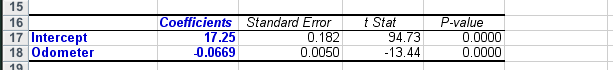 15
16 Coefficients Standard Error t Stat P-value
17 Intercept 17.25 0.182 94.73 0.0000
18 Odometer -0.0669 0.0050 -13.44 0.0000
19